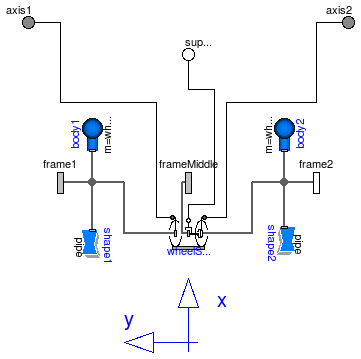 axis1
axis2
sup...
body1
m=wh...
body2
m=wh...
frame1
frameMiddle
frame2
pipe
shape1
wheelS...
shape2
pipe
x
y